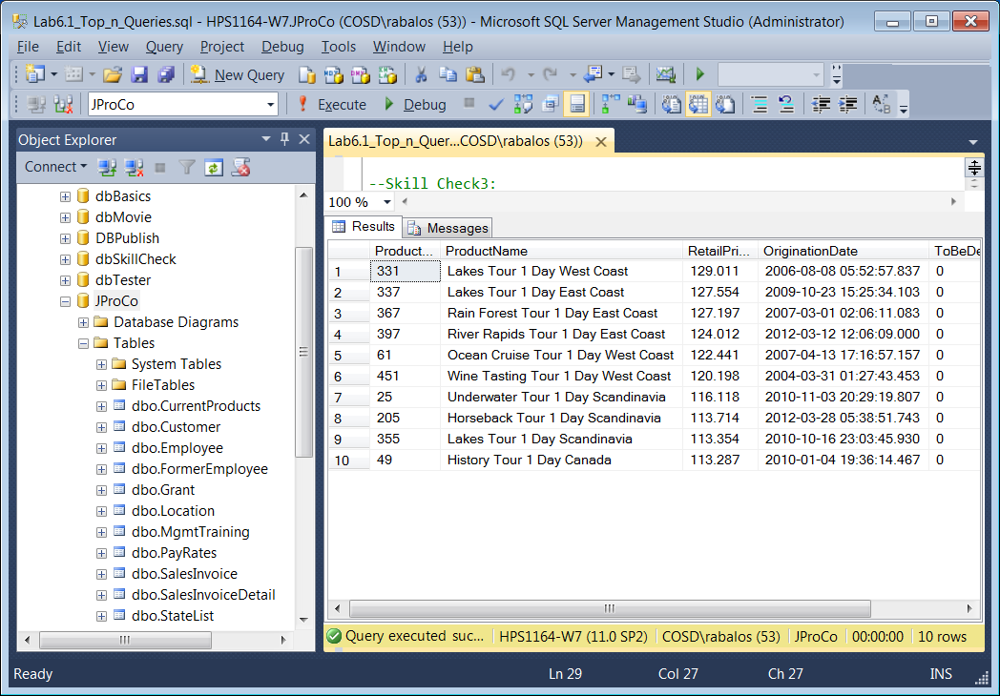 Lab6.1_Top_n_Queries.sql - HPS1164-W7.JProCo (COSD\rabalos (53)) - Microsoft SQL Server Management Studio (Administrator)
File Edit View Query Project Debug Tools Window Help
New Query
JProCo Execute Debug
Object Explorer
Connect
dbBasics
dbMovie
DBPublish
dbSkillCheck
dbTester
JProCo
Database Diagrams
Tables
System Tables
FileTables
dbo.CurrentProducts
dbo.Customer
dbo.Employee
dbo.FormerEmployee
dbo.Grant
dbo.Location
dbo.MgmtTraining
dbo.PayRates
dbo.SalesInvoice
dbo.SalesInvoiceDetail
dbo.StateList
Lab6.1_Top_n_Quer...COSD\rabalos (53))
--Skill Check3:
100 %
Results Messages
Product... ProductName RetailPri... OriginationDate ToBeDe
1 331 Lakes Tour 1 Day West Coast 129.011 2006-08-08 05:52:57.837 0
2 337 Lakes Tour 1 Day East Coast 127.554 2009-10-23 15:25:34.103 0
3 367 Rain Forest Tour 1 Day East Coast 127.197 2007-03-01 02:06:11.083 0
4 397 River Rapids Tour 1 Day East Coast 124.012 2012-03-12 12:06:09.000 0
5 61 Ocean Cruise Tour 1 Day West Coast 122.441 2007-04-13 17:16:57.157 0
6 451 Wine Tasting Tour 1 Day West Coast 120.198 2004-03-31 01:27:43.453 0
7 25 Underwater Tour 1 Day Scandinavia 116.118 2010-11-03 20:29:19.807 0
8 205 Horseback Tour 1 Day Scandinavia 113.714 2012-03-28 05:38:51.743 0
9 355 Lakes Tour 1 Day Scandinavia 113.354 2010-10-16 23:03:45.930 0
10 49 History Tour 1 Day Canada 113.287 2010-01-04 19:36:14.467 0
Query executed suc... HPS1164-W7 (11.0 SP2) COSD\rabalos (53) JProCo 00:00:00 10 rows
Ready Ln 29 Col 27 Ch 27 INS